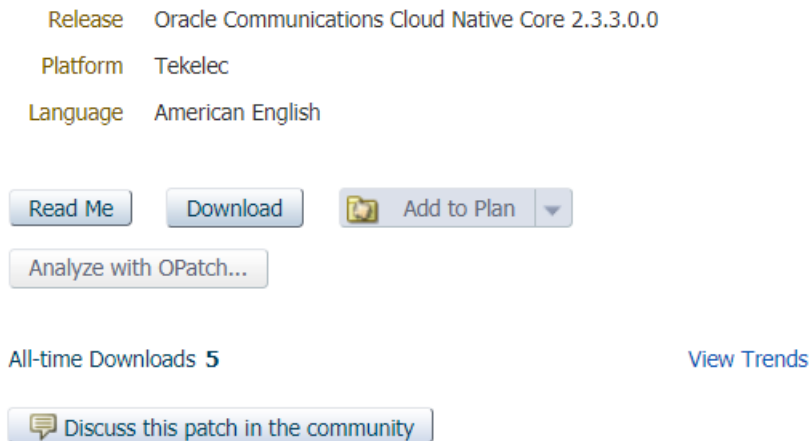 Release Oracle Communications Cloud Native Core 2.3.3.0.0
Platform Tekelec
Language American English
Read Me Download Add to Plan
Analyze with OPatch...
All-time Downloads 5 View Trends
Discuss this patch in the community